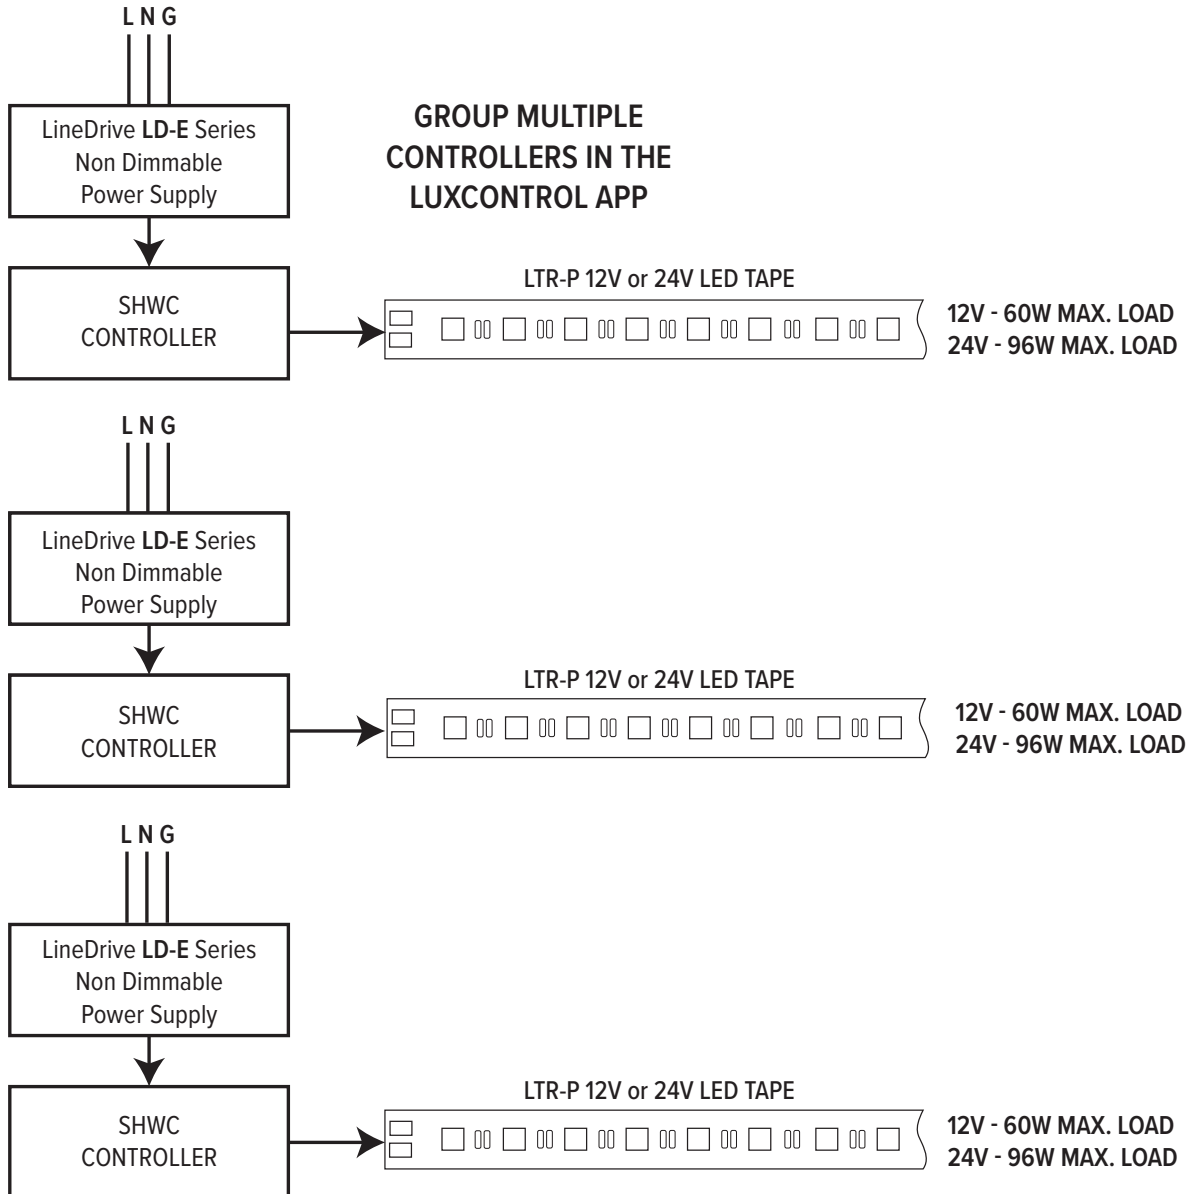 L N G
LineDrive LD-E Series
Non Dimmable
Power Supply
GROUP MULTIPLE
CONTROLLERS IN THE
LUXCONTROL APP
SHWC
CONTROLLER
LTR-P 12V or 24V LED TAPE
12V - 60W MAX. LOAD
24V - 96W MAX. LOAD
L N G
LineDrive LD-E Series
Non Dimmable
Power Supply
SHWC
CONTROLLER
LTR-P 12V or 24V LED TAPE
12V - 60W MAX. LOAD
24V - 96W MAX. LOAD
L N G
LineDrive LD-E Series
Non Dimmable
Power Supply
SHWC
CONTROLLER
LTR-P 12V or 24V LED TAPE
12V - 60W MAX. LOAD
24V - 96W MAX. LOAD